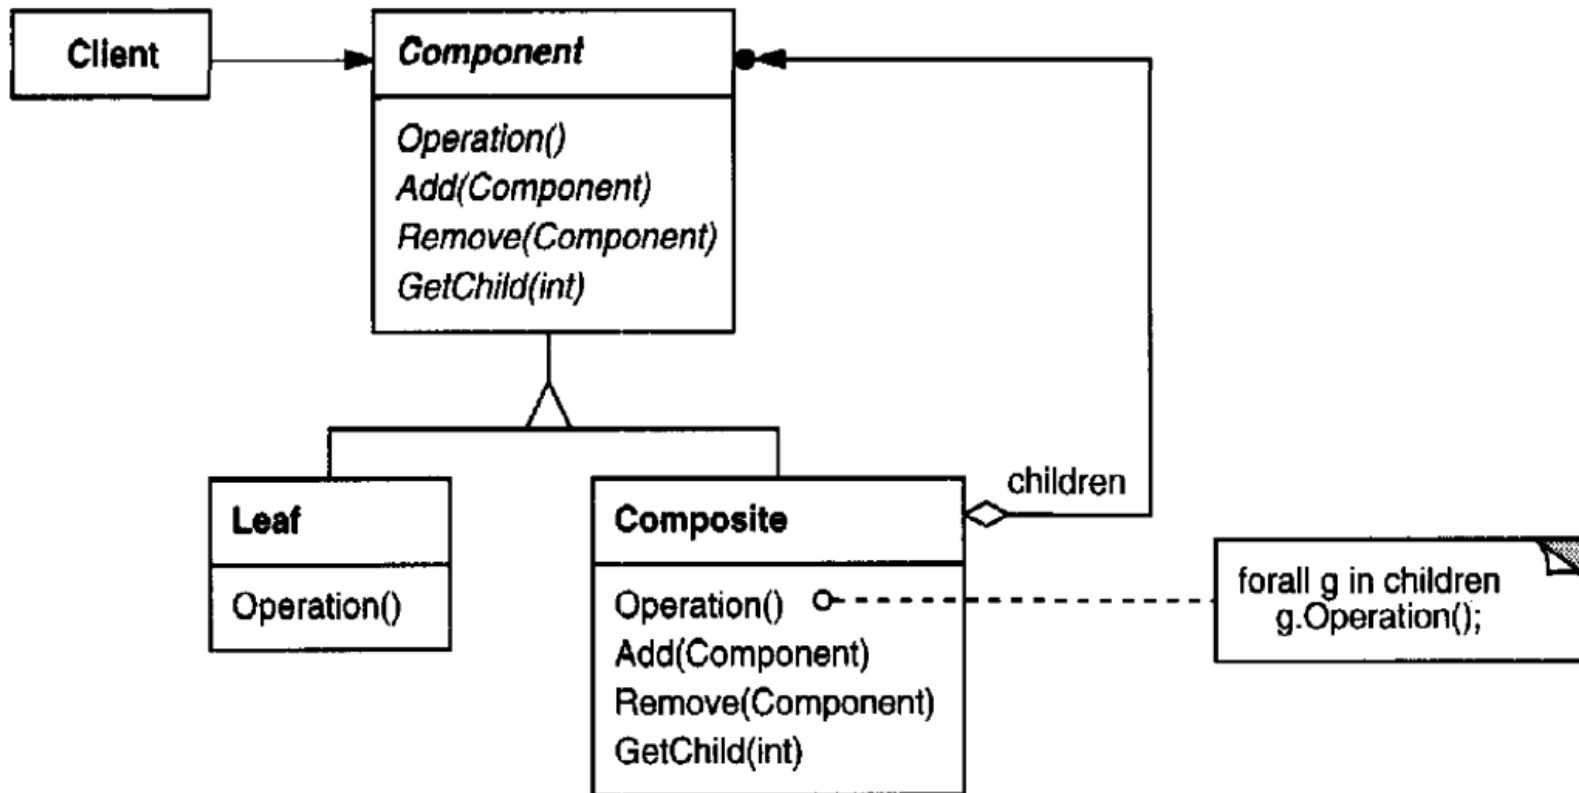 Client
Component
Operation()
Add(Component)
Remove(Component)
GetChild(int)
children
Leaf
Operation()
Composite
Operation()
Add(Component)
Remove(Component)
GetChild(int)
forall g in children
g.Operation();